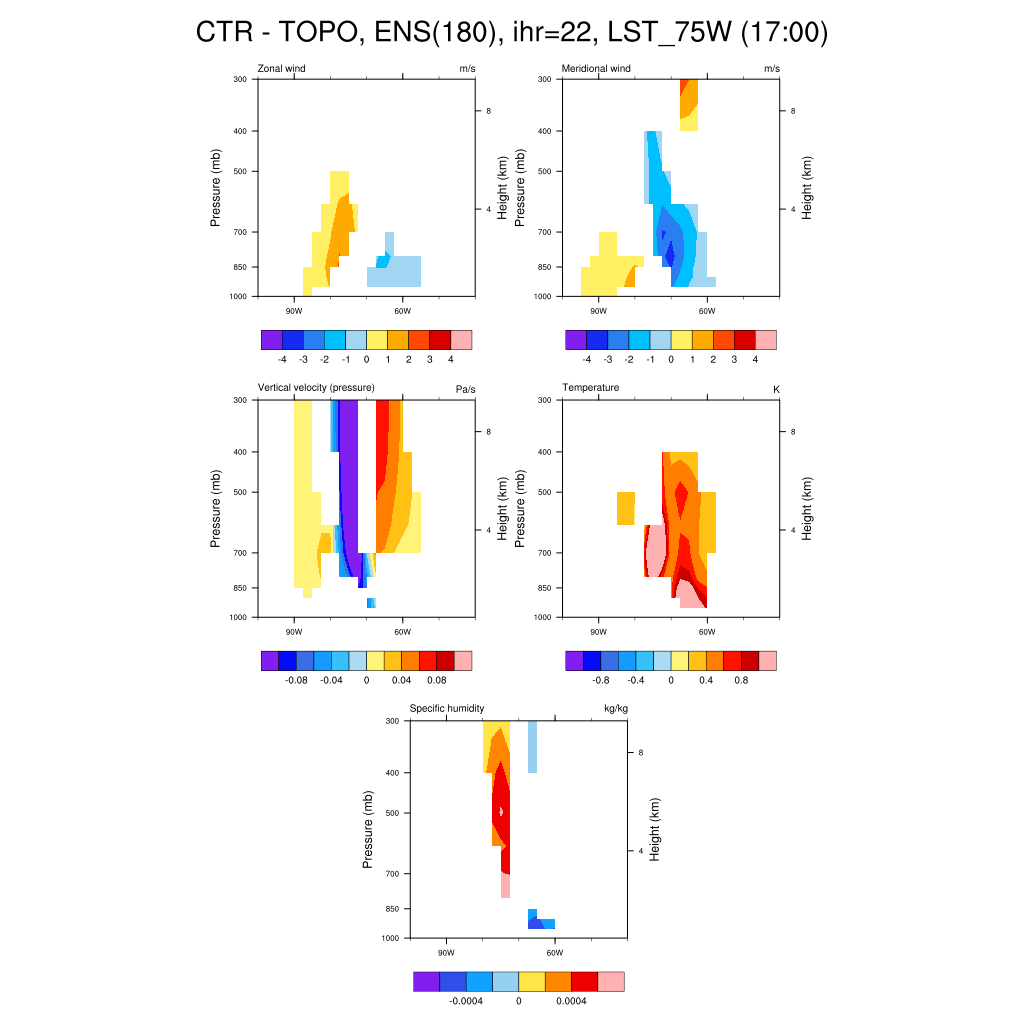 CTR - TOPO, ENS(180), ihr=22, LST_75W (17:00)
Zonal wind m/s
Pressure (mb)
300
400
500
700
850
1000
8
4
Height (km)
90W 60W
-4 -3 -2 -1 0 1 2 3 4
Meridional wind m/s
Pressure (mb)
300
400
500
700
850
1000
8
4
Height (km)
90W 60W
-4 -3 -2 -1 0 1 2 3 4
Vertical velocity (pressure) Pa/s
Pressure (mb)
300
400
500
700
850
1000
8
4
Height (km)
90W 60W
-0.08 -0.04 0 0.04 0.08
Temperature K
Pressure (mb)
300
400
500
700
850
1000
8
4
Height (km)
90W 60W
-0.8 -0.4 0 0.4 0.8
Specific humidity kg/kg
Pressure (mb)
300
400
500
700
850
1000
8
4
Height (km)
90W 60W
-0.0004 0 0.0004